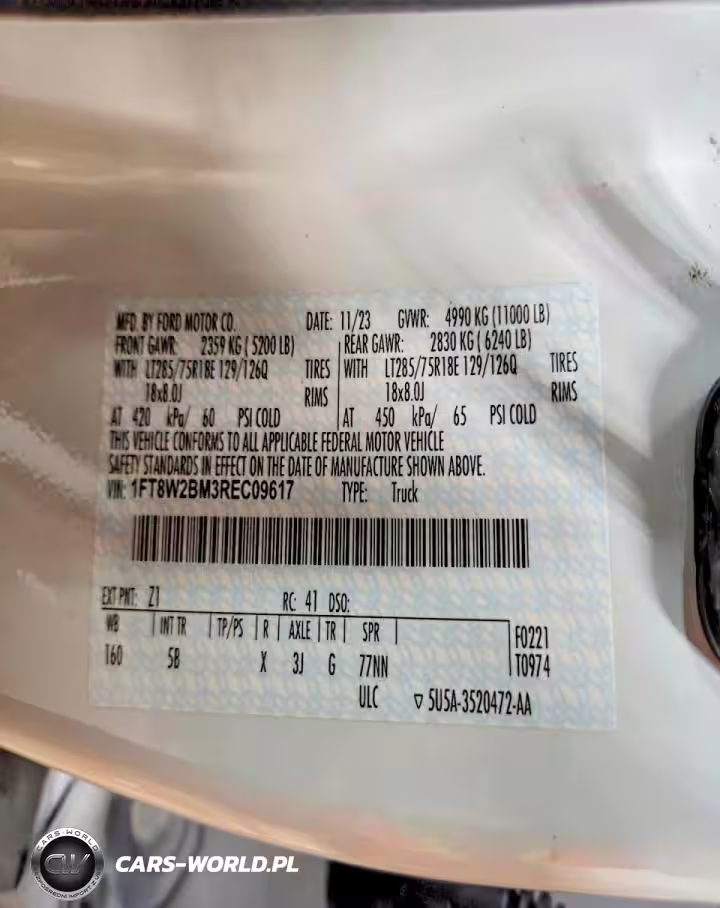 MFD. BY FORD MOTOR CO. DATE: 11/23 GVWR: 4990 KG (11000 LB)
FRONT GAWR: 2359 KG ( 5200 LB) REAR GAWR: 2830 KG ( 6240 LB)
WITH LT285/75R18E 129/126Q TIRES WITH LT285/75R18E 129/126Q TIRES
18x8.0J RIMS 18x8.0J RIMS
AT 420 kPa/ 60 PSI COLD AT 450 kPa/ 65 PSI COLD
THIS VEHICLE CONFORMS TO ALL APPLICABLE FEDERAL MOTOR VEHICLE
SAFETY STANDARDS IN EFFECT ON THE DATE OF MANUFACTURE SHOWN ABOVE.
VIN: 1FT8W2BM3REC09617 TYPE: Truck
EXT PNT: Z1 RC: 41 DSO:
WB INT TR TP/PS R AXLE TR SPR F0221
160 5B X 3J G 77NN T0974
ULC 5U5A-3520472-AA
CARS-WORLD
CW
CARS-WORLD.PL